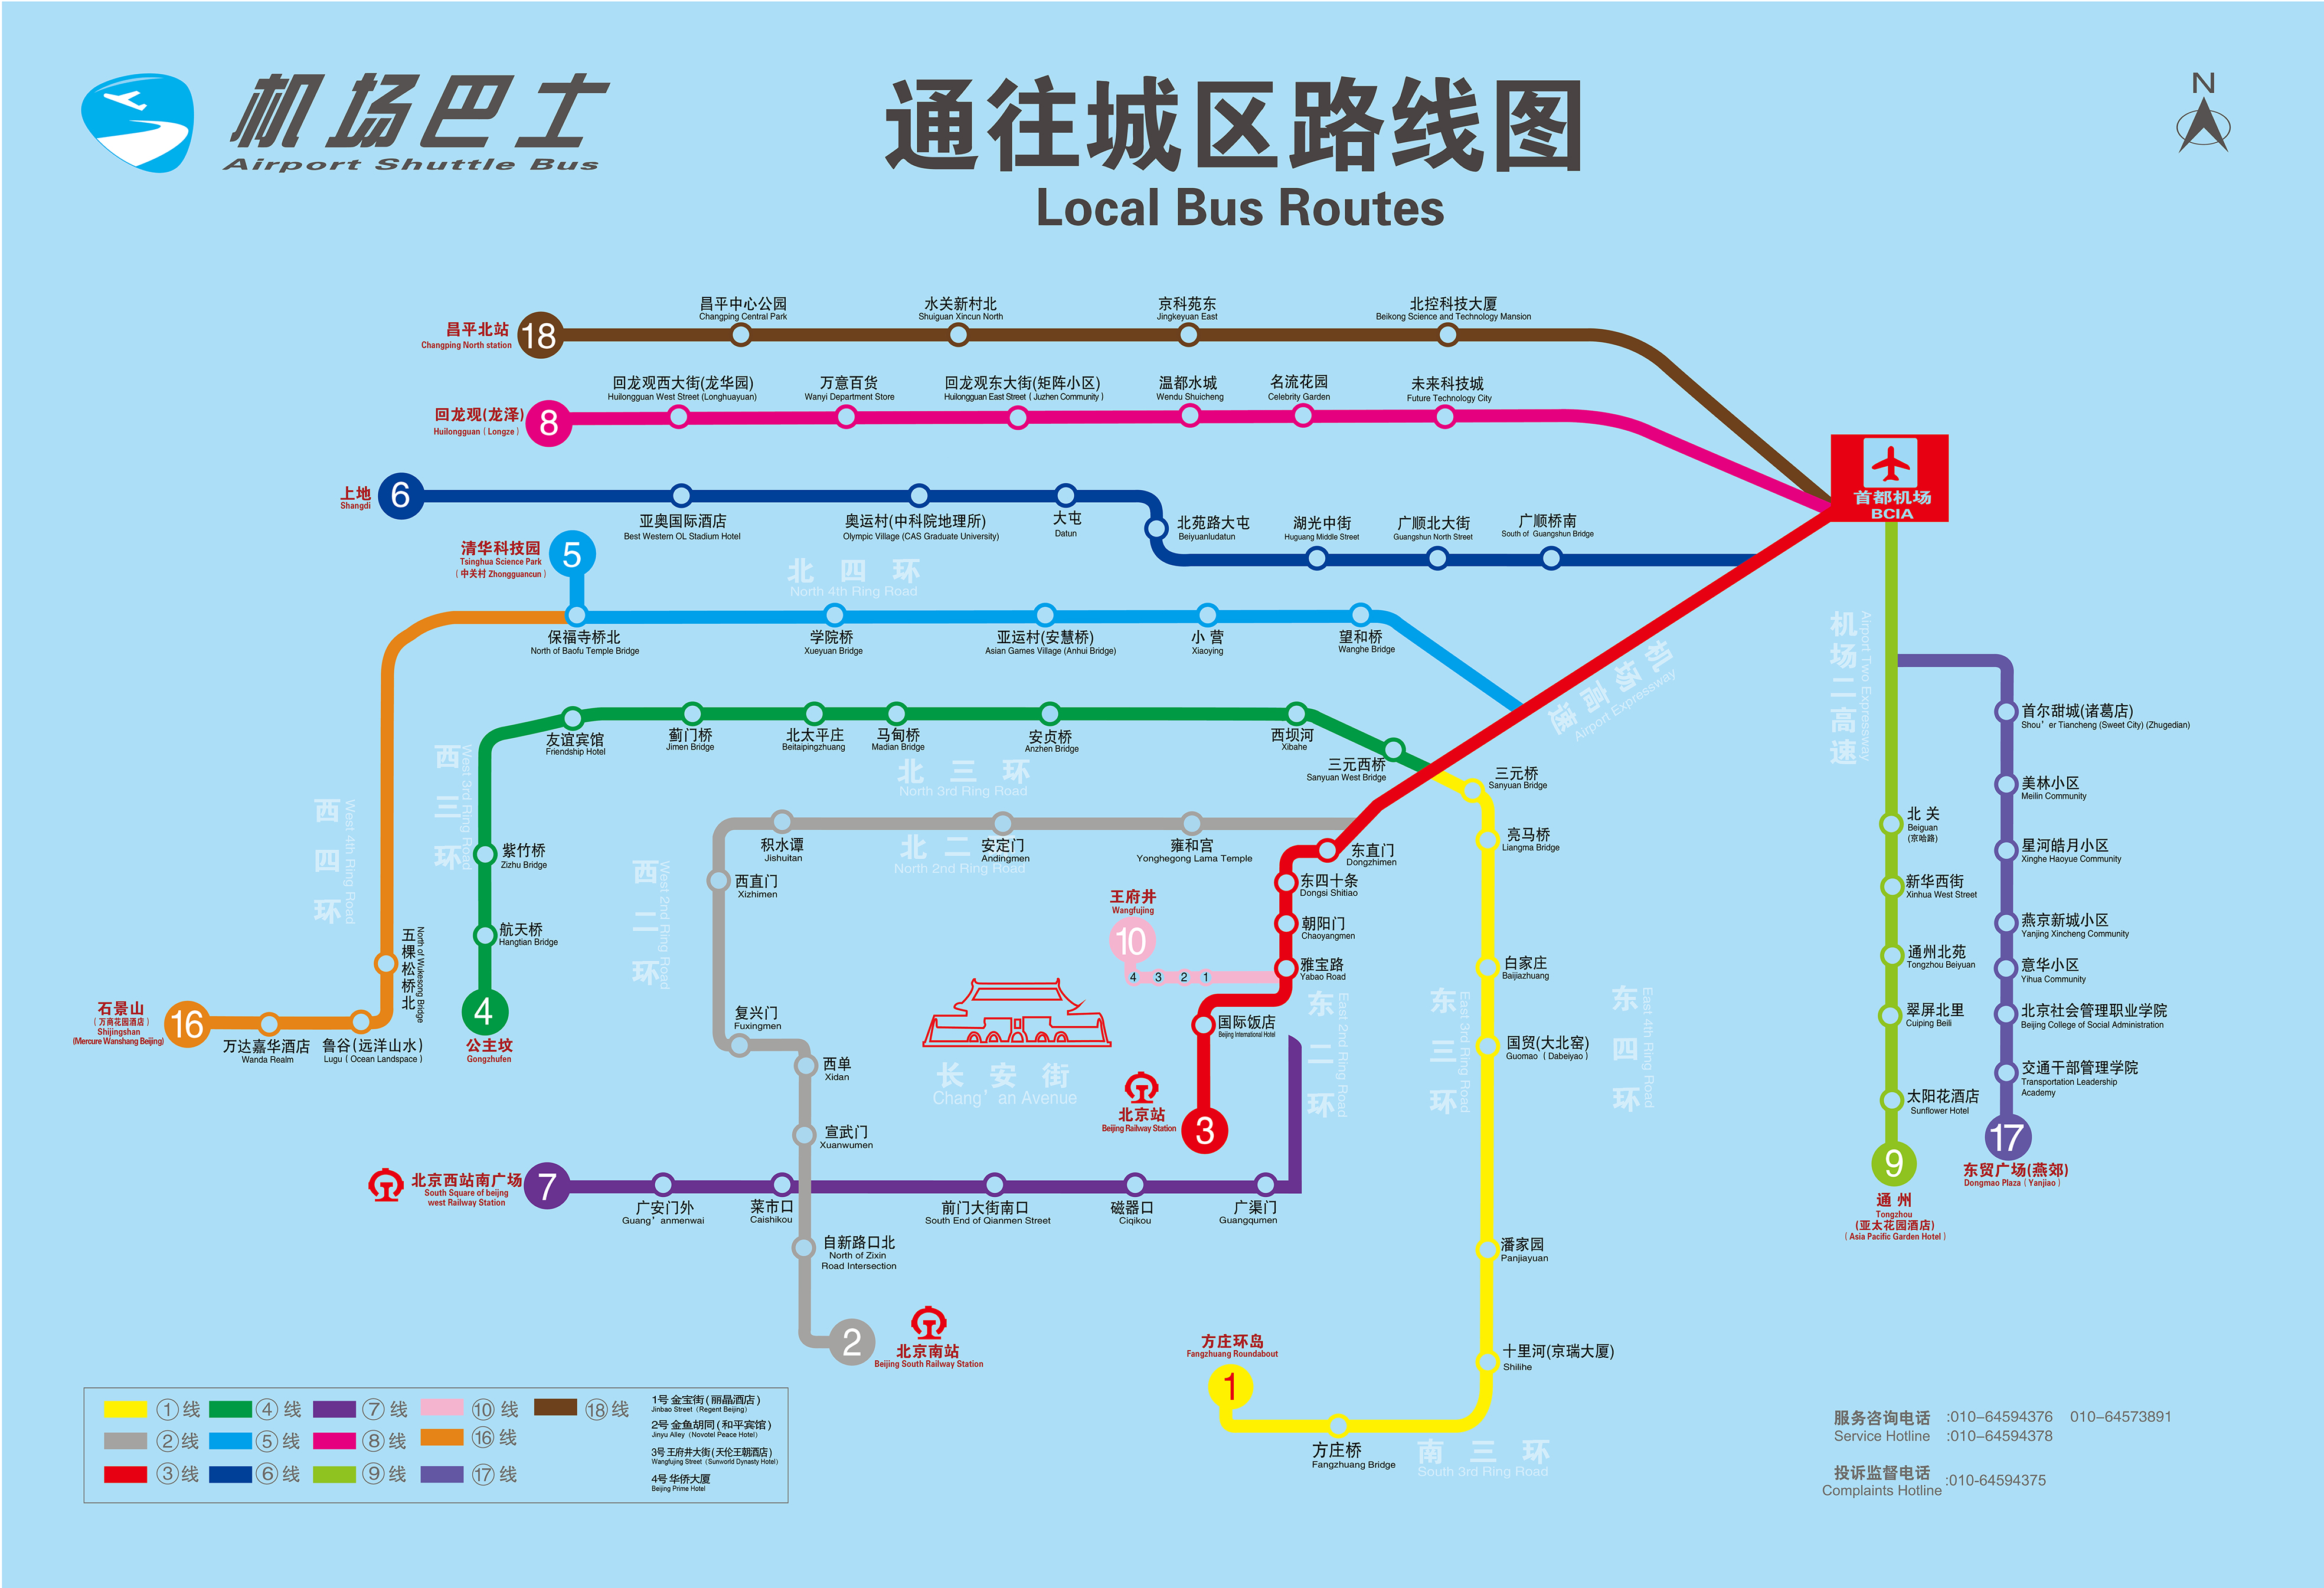 机场巴士
Airport Shuttle Bus
通往城区路线图
Local Bus Routes
N
昌平北站
Changping North station
18
昌平中心公园
Changping Central Park
水关新村北
Shuiguan Xincun North
京科苑东
Jingkeyuan East
北控科技大厦
Beikong Science and Technology Mansion
回龙观(龙泽)
Huilongguan（Longze）
8
回龙观西大街(龙华园)
Huilongguan West Street (Longhuayuan)
万意百货
Wanyi Department Store
回龙观东大街(矩阵小区)
Huilongguan East Street（Juzhen Community）
温都水城
Wendu Shuicheng
名流花园
Celebrity Garden
未来科技城
Future Technology City
首都机场
BCIA
上地
Shangdi
6
亚奥国际酒店
Best Western OL Stadium Hotel
奥运村(中科院地理所)
Olympic Village (CAS Graduate University)
大屯
Datun
北苑路大屯
Beiyuanludatun
湖光中街
Huguang Middle Street
广顺北大街
Guangshun North Street
广顺桥南
South of Guangshun Bridge
清华科技园
Tsinghua Science Park
（中关村 Zhongguancun）
5
北四环
North 4th Ring Road
保福寺桥北
North of Baofu Temple Bridge
学院桥
Xueyuan Bridge
亚运村(安慧桥)
Asian Games Village (Anhui Bridge)
小 营
Xiaoying
望和桥
Wanghe Bridge
机场高速
Airport Expressway
机场二高速
Airport Two Expressway
友谊宾馆
Friendship Hotel
蓟门桥
Jimen Bridge
北太平庄
Beitaipingzhuang
马甸桥
Madian Bridge
安贞桥
Anzhen Bridge
西坝河
Xibahe
三元西桥
Sanyuan West Bridge
三元桥
Sanyuan Bridge
北三环
North 3rd Ring Road
西三环
West 3rd Ring Road
西四环
West 4th Ring Road
紫竹桥
Zizhu Bridge
航天桥
Hangtian Bridge
4
公主坟
Gongzhufen
五棵松桥北
North of Wukesong Bridge
石景山
（万商花园酒店）
Shijingshan
(Mercure Wanshang Beijing)
16
万达嘉华酒店
Wanda Realm
鲁谷(远洋山水)
Lugu（Ocean Landspace）
积水谭
Jishuitan
安定门
Andingmen
雍和宫
Yonghegong Lama Temple
北二环
North 2nd Ring Road
西二环
West 2nd Ring Road
西直门
Xizhimen
复兴门
Fuxingmen
西单
Xidan
宣武门
Xuanwumen
自新路口北
North of Zixin
Road Intersection
2
北京南站
Beijing South Railway Station
东直门
Dongzhimen
东四十条
Dongsi Shitiao
朝阳门
Chaoyangmen
雅宝路
Yabao Road
王府井
Wangfujing
10
4 3 2 1
国际饭店
Beijing International Hotel
北京站
Beijing Railway Station
3
长安街
Chang’an Avenue
东二环
East 2nd Ring Road
东三环
East 3rd Ring Road
东四环
East 4th Ring Road
亮马桥
Liangma Bridge
白家庄
Baijiazhuang
国贸(大北窑)
Guomao（Dabeiyao）
潘家园
Panjiayuan
十里河(京瑞大厦)
Shilihe
方庄环岛
Fangzhuang Roundabout
1
方庄桥
Fangzhuang Bridge
南三环
South 3rd Ring Road
北京西站南广场
South Square of beijng
west Railway Station
7
广安门外
Guang’anmenwai
菜市口
Caishikou
前门大街南口
South End of Qianmen Street
磁器口
Ciqikou
广渠门
Guangqumen
北 关
Beiguan
(京哈路)
新华西街
Xinhua West Street
通州北苑
Tongzhou Beiyuan
翠屏北里
Cuiping Beili
太阳花酒店
Sunflower Hotel
9
通 州
Tongzhou
(亚太花园酒店)
（Asia Pacific Garden Hotel）
首尔甜城(诸葛店)
Shou’er Tiancheng (Sweet City) (Zhugedian)
美林小区
Meilin Community
星河皓月小区
Xinghe Haoyue Community
燕京新城小区
Yanjing Xincheng Community
意华小区
Yihua Community
北京社会管理职业学院
Beijing College of Social Administration
交通干部管理学院
Transportation Leadership
Academy
17
东贸广场(燕郊)
Dongmao Plaza（Yanjiao）
①线 ④线 ⑦线 ⑩线 ⑱线
②线 ⑤线 ⑧线 ⑯线
③线 ⑥线 ⑨线 ⑰线
1号 金宝街(丽晶酒店)
Jinbao Street（Regent Beijing）
2号 金鱼胡同(和平宾馆)
Jinyu Alley（Novotel Peace Hotel）
3号 王府井大街(天伦王朝酒店)
Wangfujing Street（Sunworld Dynasty Hotel）
4号 华侨大厦
Beijing Prime Hotel
服务咨询电话 :010-64594376 010-64573891
Service Hotline :010-64594378
投诉监督电话
Complaints Hotline :010-64594375